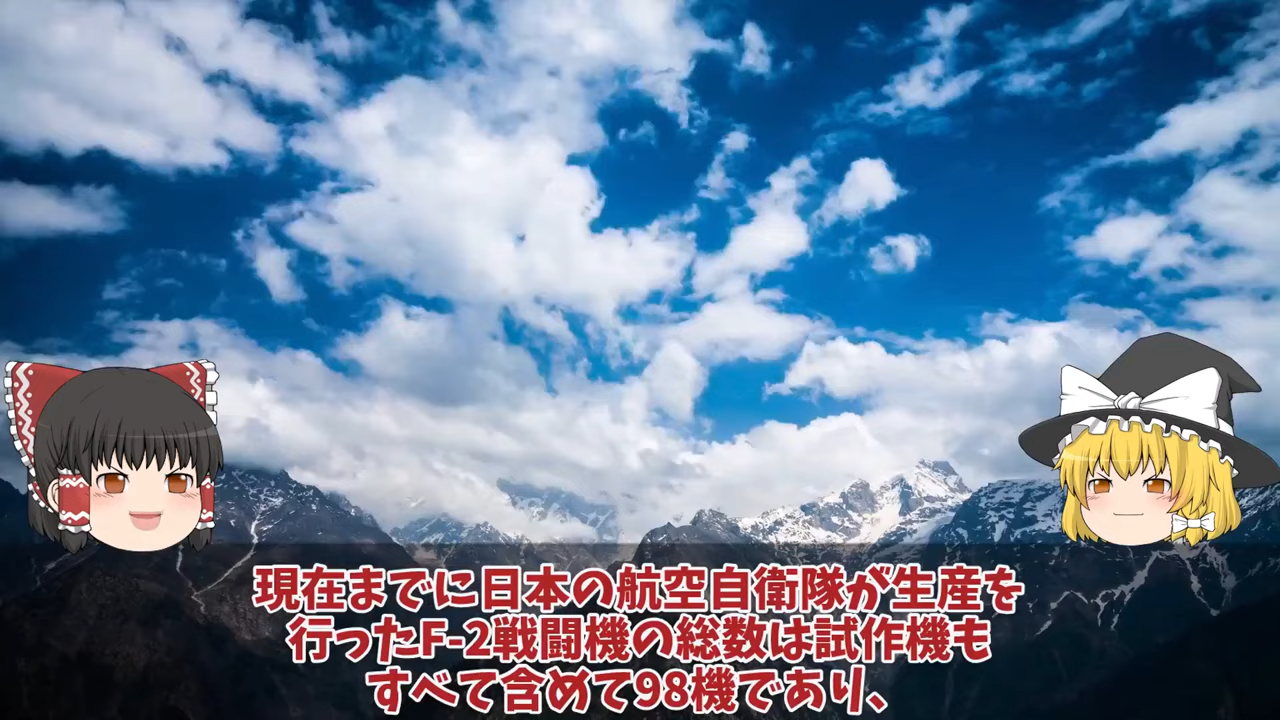 現在までに日本の航空自衛隊が生産を
行ったF-2戦闘機の総数は試作機も
すべて含めて98機であり、